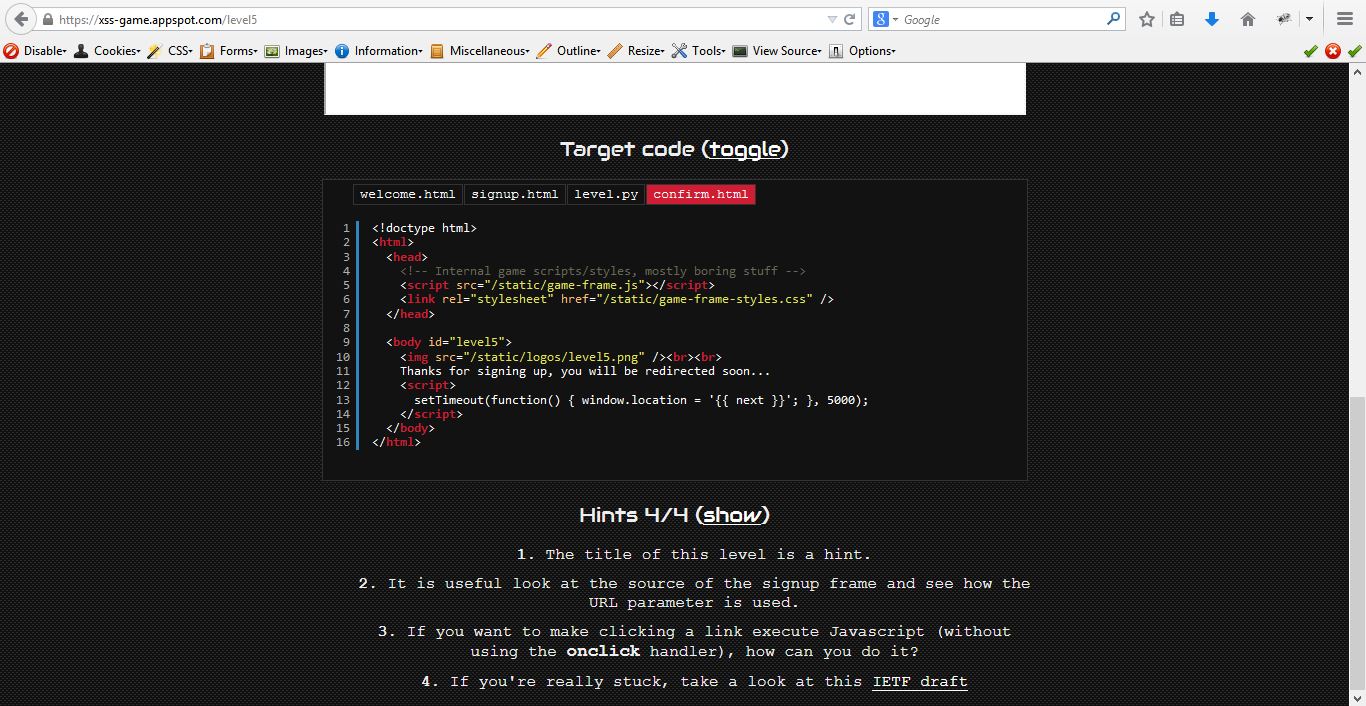 https://xss-game.appspot.com/level5
Google
Disable
Cookies
CSS
Forms
Images
Information
Miscellaneous
Outline
Resize
Tools
View Source
Options
Target code (toggle)
welcome.html signup.html level.py confirm.html
1 <!doctype html>
2 <html>
3 <head>
4 <!-- Internal game scripts/styles, mostly boring stuff -->
5 <script src="/static/game-frame.js"></script>
6 <link rel="stylesheet" href="/static/game-frame-styles.css" />
7 </head>
8
9 <body id="level5">
10 <img src="/static/logos/level5.png" /><br><br>
11 Thanks for signing up, you will be redirected soon...
12 <script>
13 setTimeout(function() { window.location = '{{ next }}'; }, 5000);
14 </script>
15 </body>
16 </html>
Hints 4/4 (show)
1. The title of this level is a hint.
2. It is useful look at the source of the signup frame and see how the
URL parameter is used.
3. If you want to make clicking a link execute Javascript (without
using the onclick handler), how can you do it?
4. If you're really stuck, take a look at this IETF draft